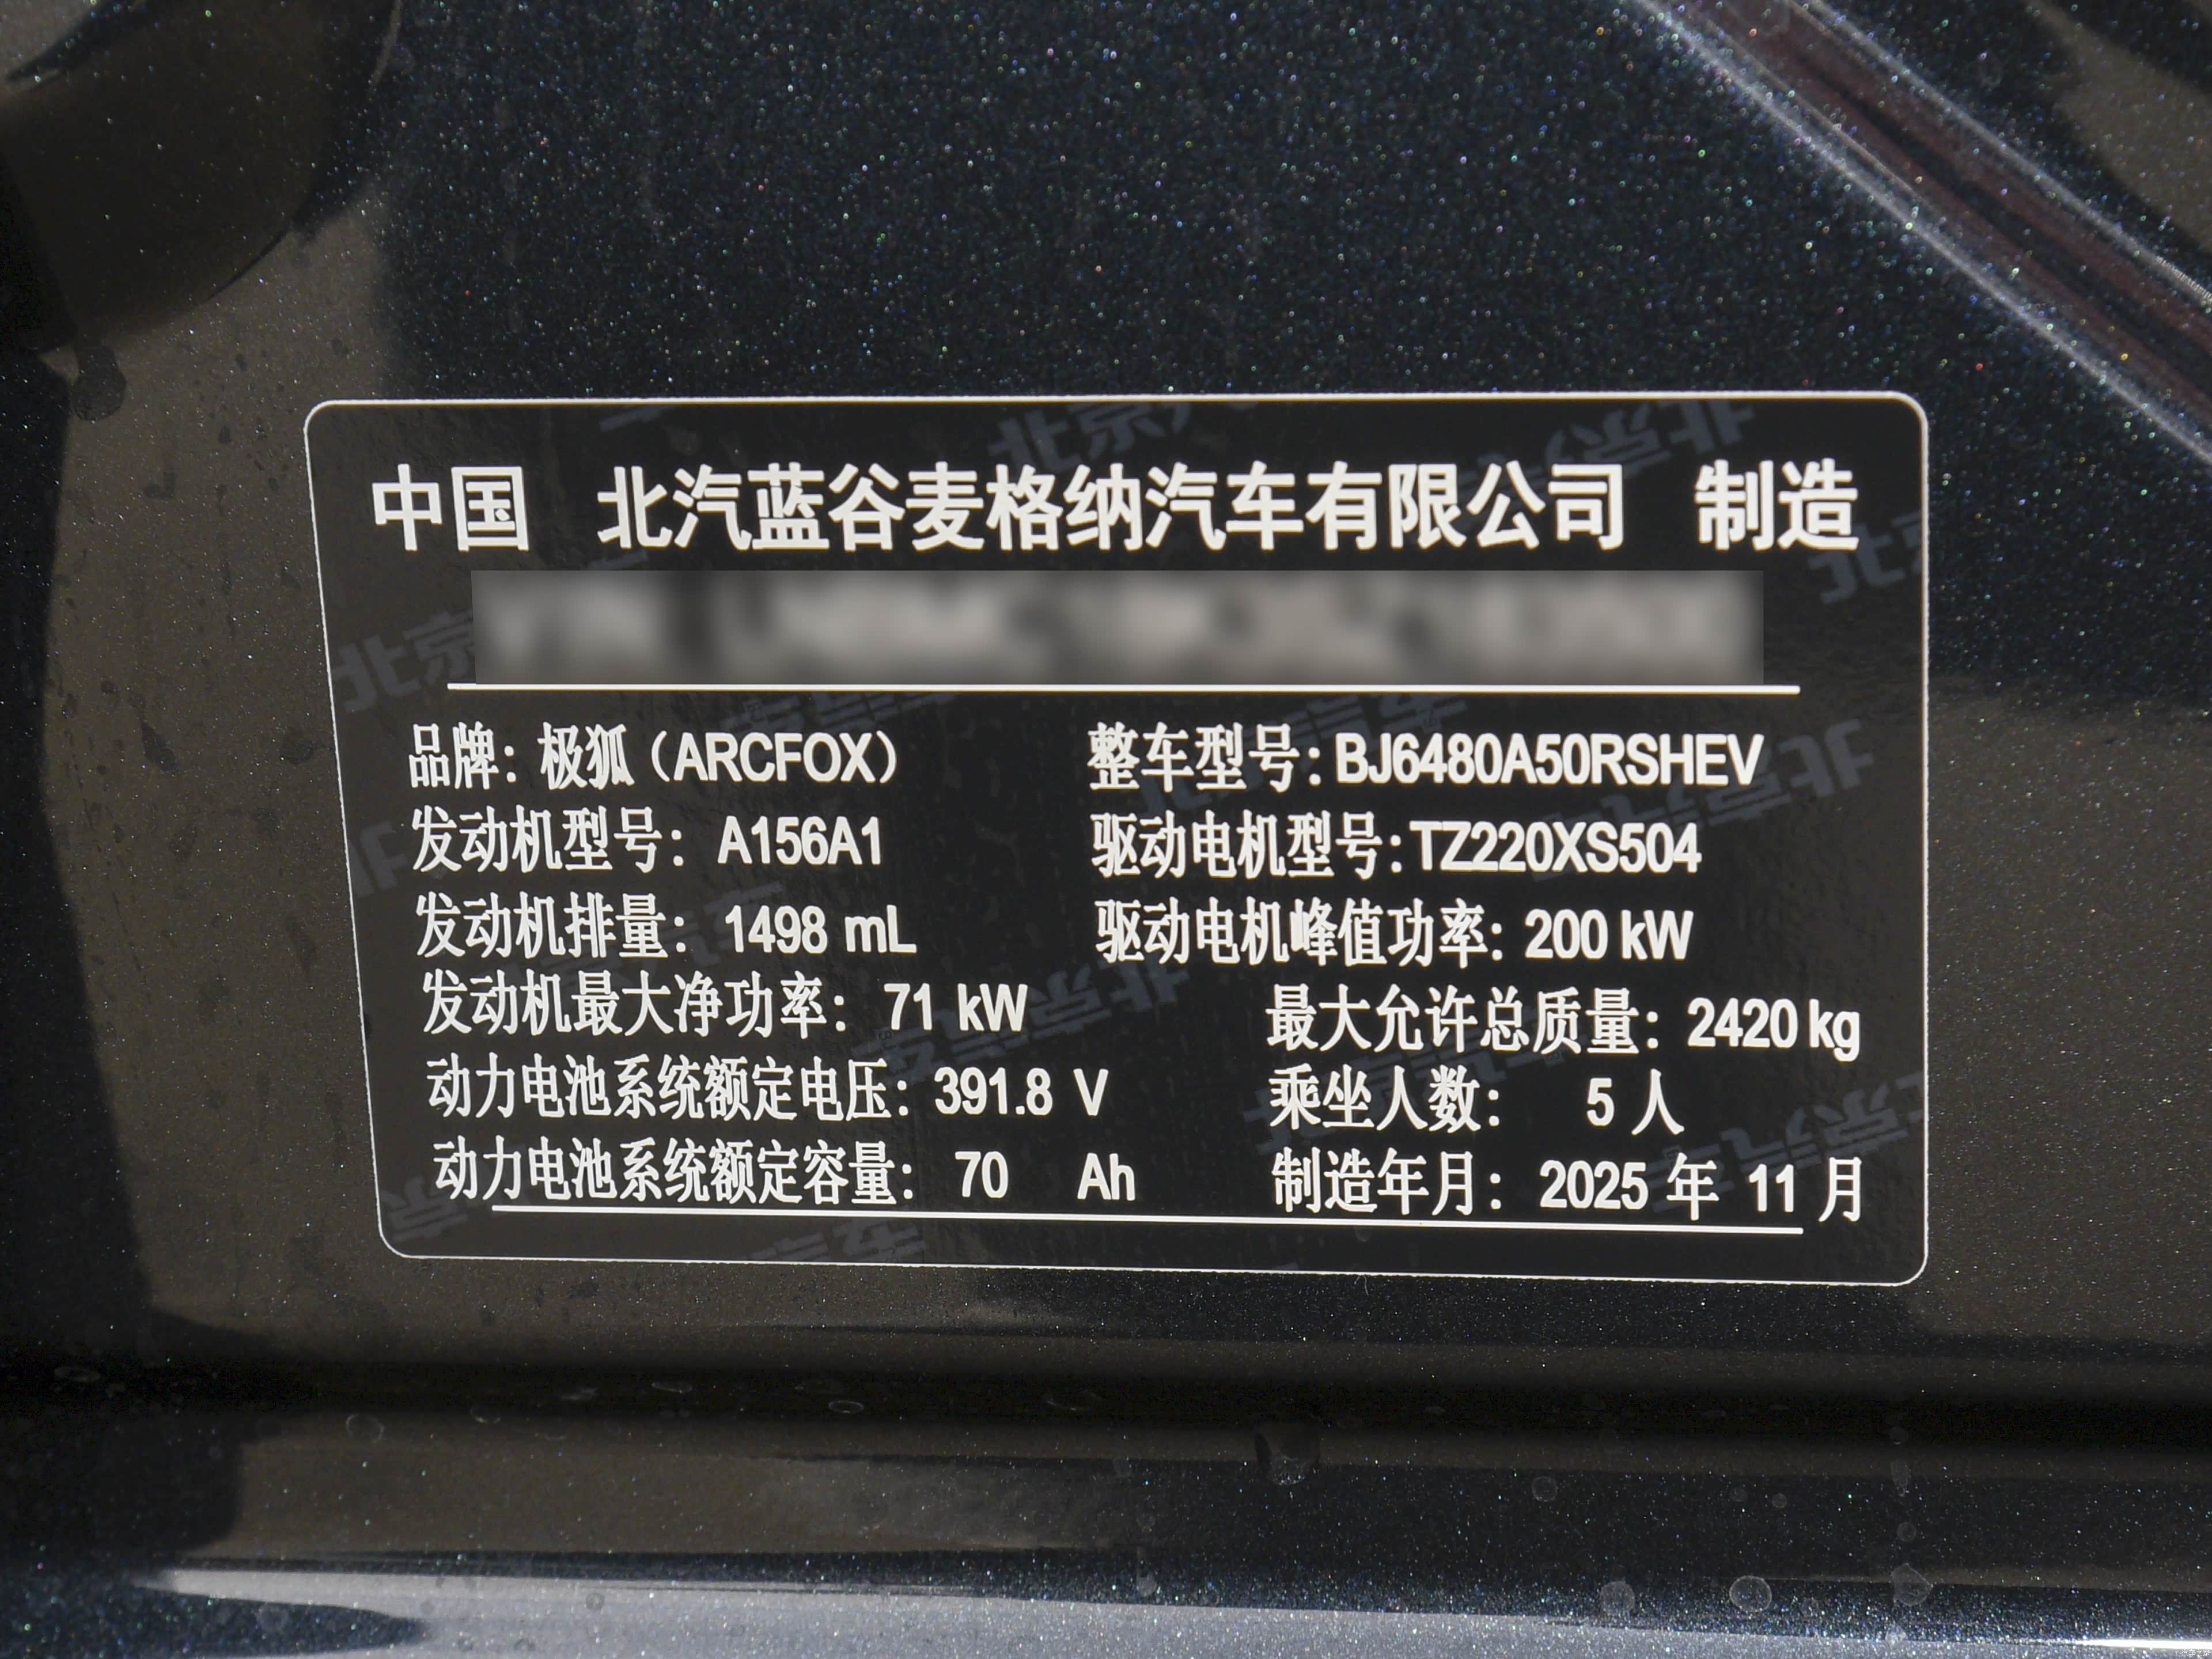 中国 北汽蓝谷麦格纳汽车有限公司 制造
品牌：极狐（ARCFOX） 整车型号：BJ6480A50RSHEV
发动机型号：A156A1 驱动电机型号：TZ220XS504
发动机排量：1498 mL 驱动电机峰值功率：200 kW
发动机最大净功率：71 kW 最大允许总质量：2420 kg
动力电池系统额定电压：391.8 V 乘坐人数：5 人
动力电池系统额定容量：70 Ah 制造年月：2025 年 11 月